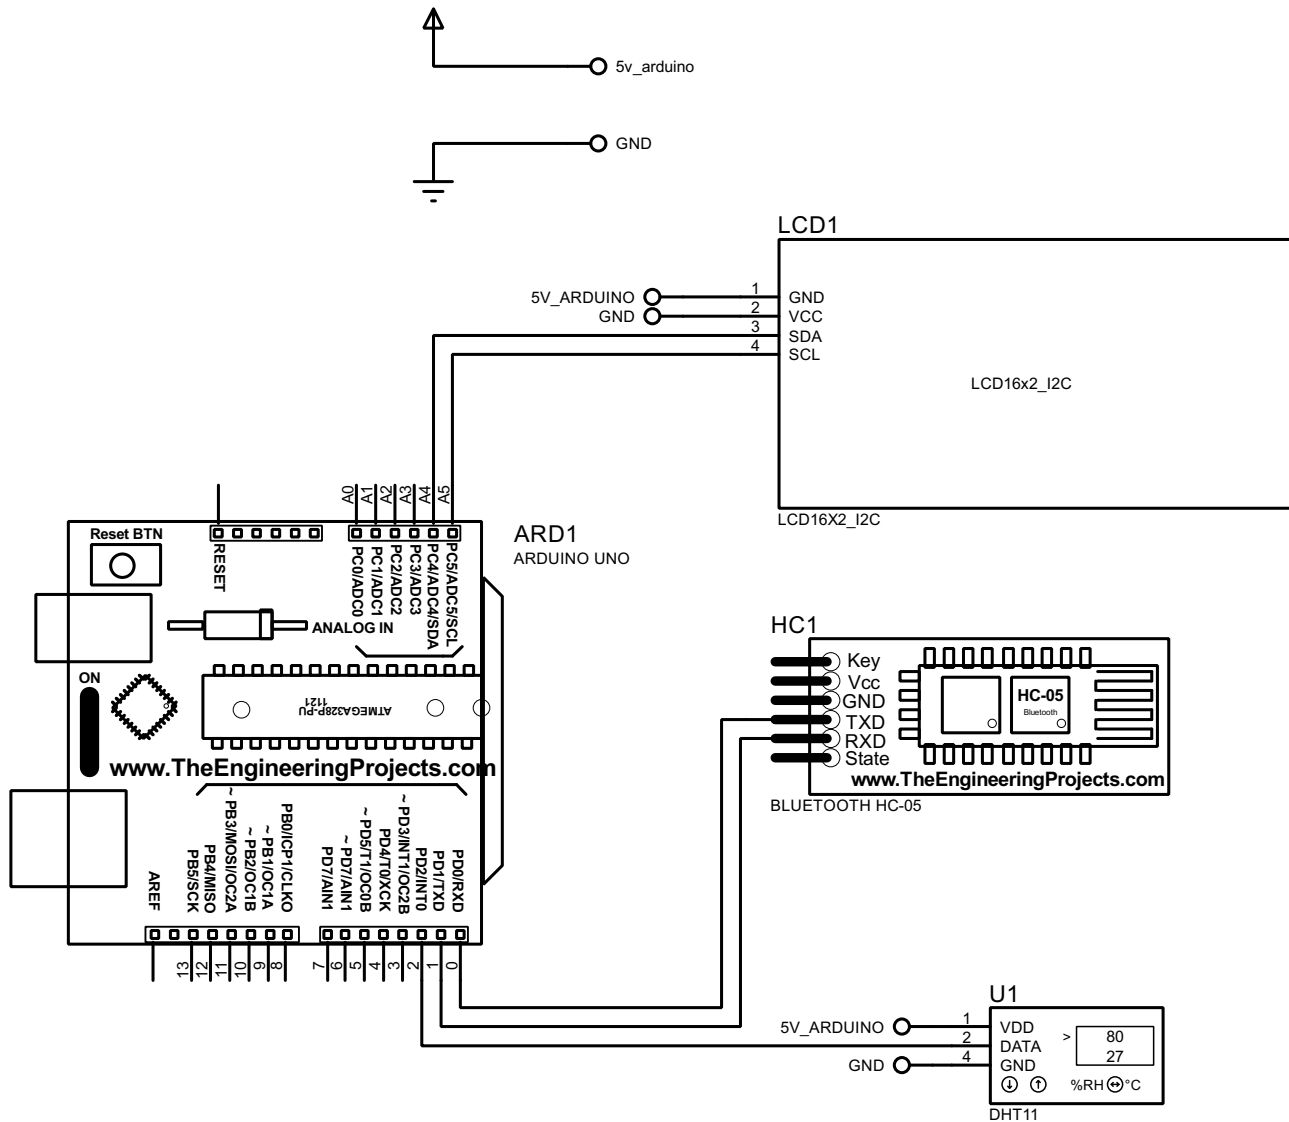 5v_arduino
GND
LCD1
5V_ARDUINO
GND
1
2
3
4
GND
VCC
SDA
SCL
LCD16x2_I2C
LCD16X2_I2C
A0
A1
A2
A3
A4
A5
ARD1
ARDUINO UNO
Reset BTN
RESET
PC0/ADC0
PC1/ADC1
PC2/ADC2
PC3/ADC3
PC4/ADC4/SDA
PC5/ADC5/SCL
ANALOG IN
ON
ATMEGA328P-PU
1121
www.TheEngineeringProjects.com
AREF
PB5/SCK
PB4/MISO
~ PB3/MOSI/OC2A
~ PB2/OC1B
~ PB1/OC1A
PB0/ICP1/CLKO
PD7/AIN1
~ PD7/AIN1
~ PD5/T1/OC0B
PD4/T0/XCK
~ PD3/INT1/OC2B
PD2/INT0
PD1/TXD
PD0/RXD
13
12
11
10
9
8
7
6
5
4
3
2
1
0
HC1
Key
Vcc
GND
TXD
RXD
State
HC-05
Bluetooth
www.TheEngineeringProjects.com
BLUETOOTH HC-05
U1
5V_ARDUINO
GND
1
2
4
VDD
DATA
GND
>
80
27
%RH
°C
DHT11